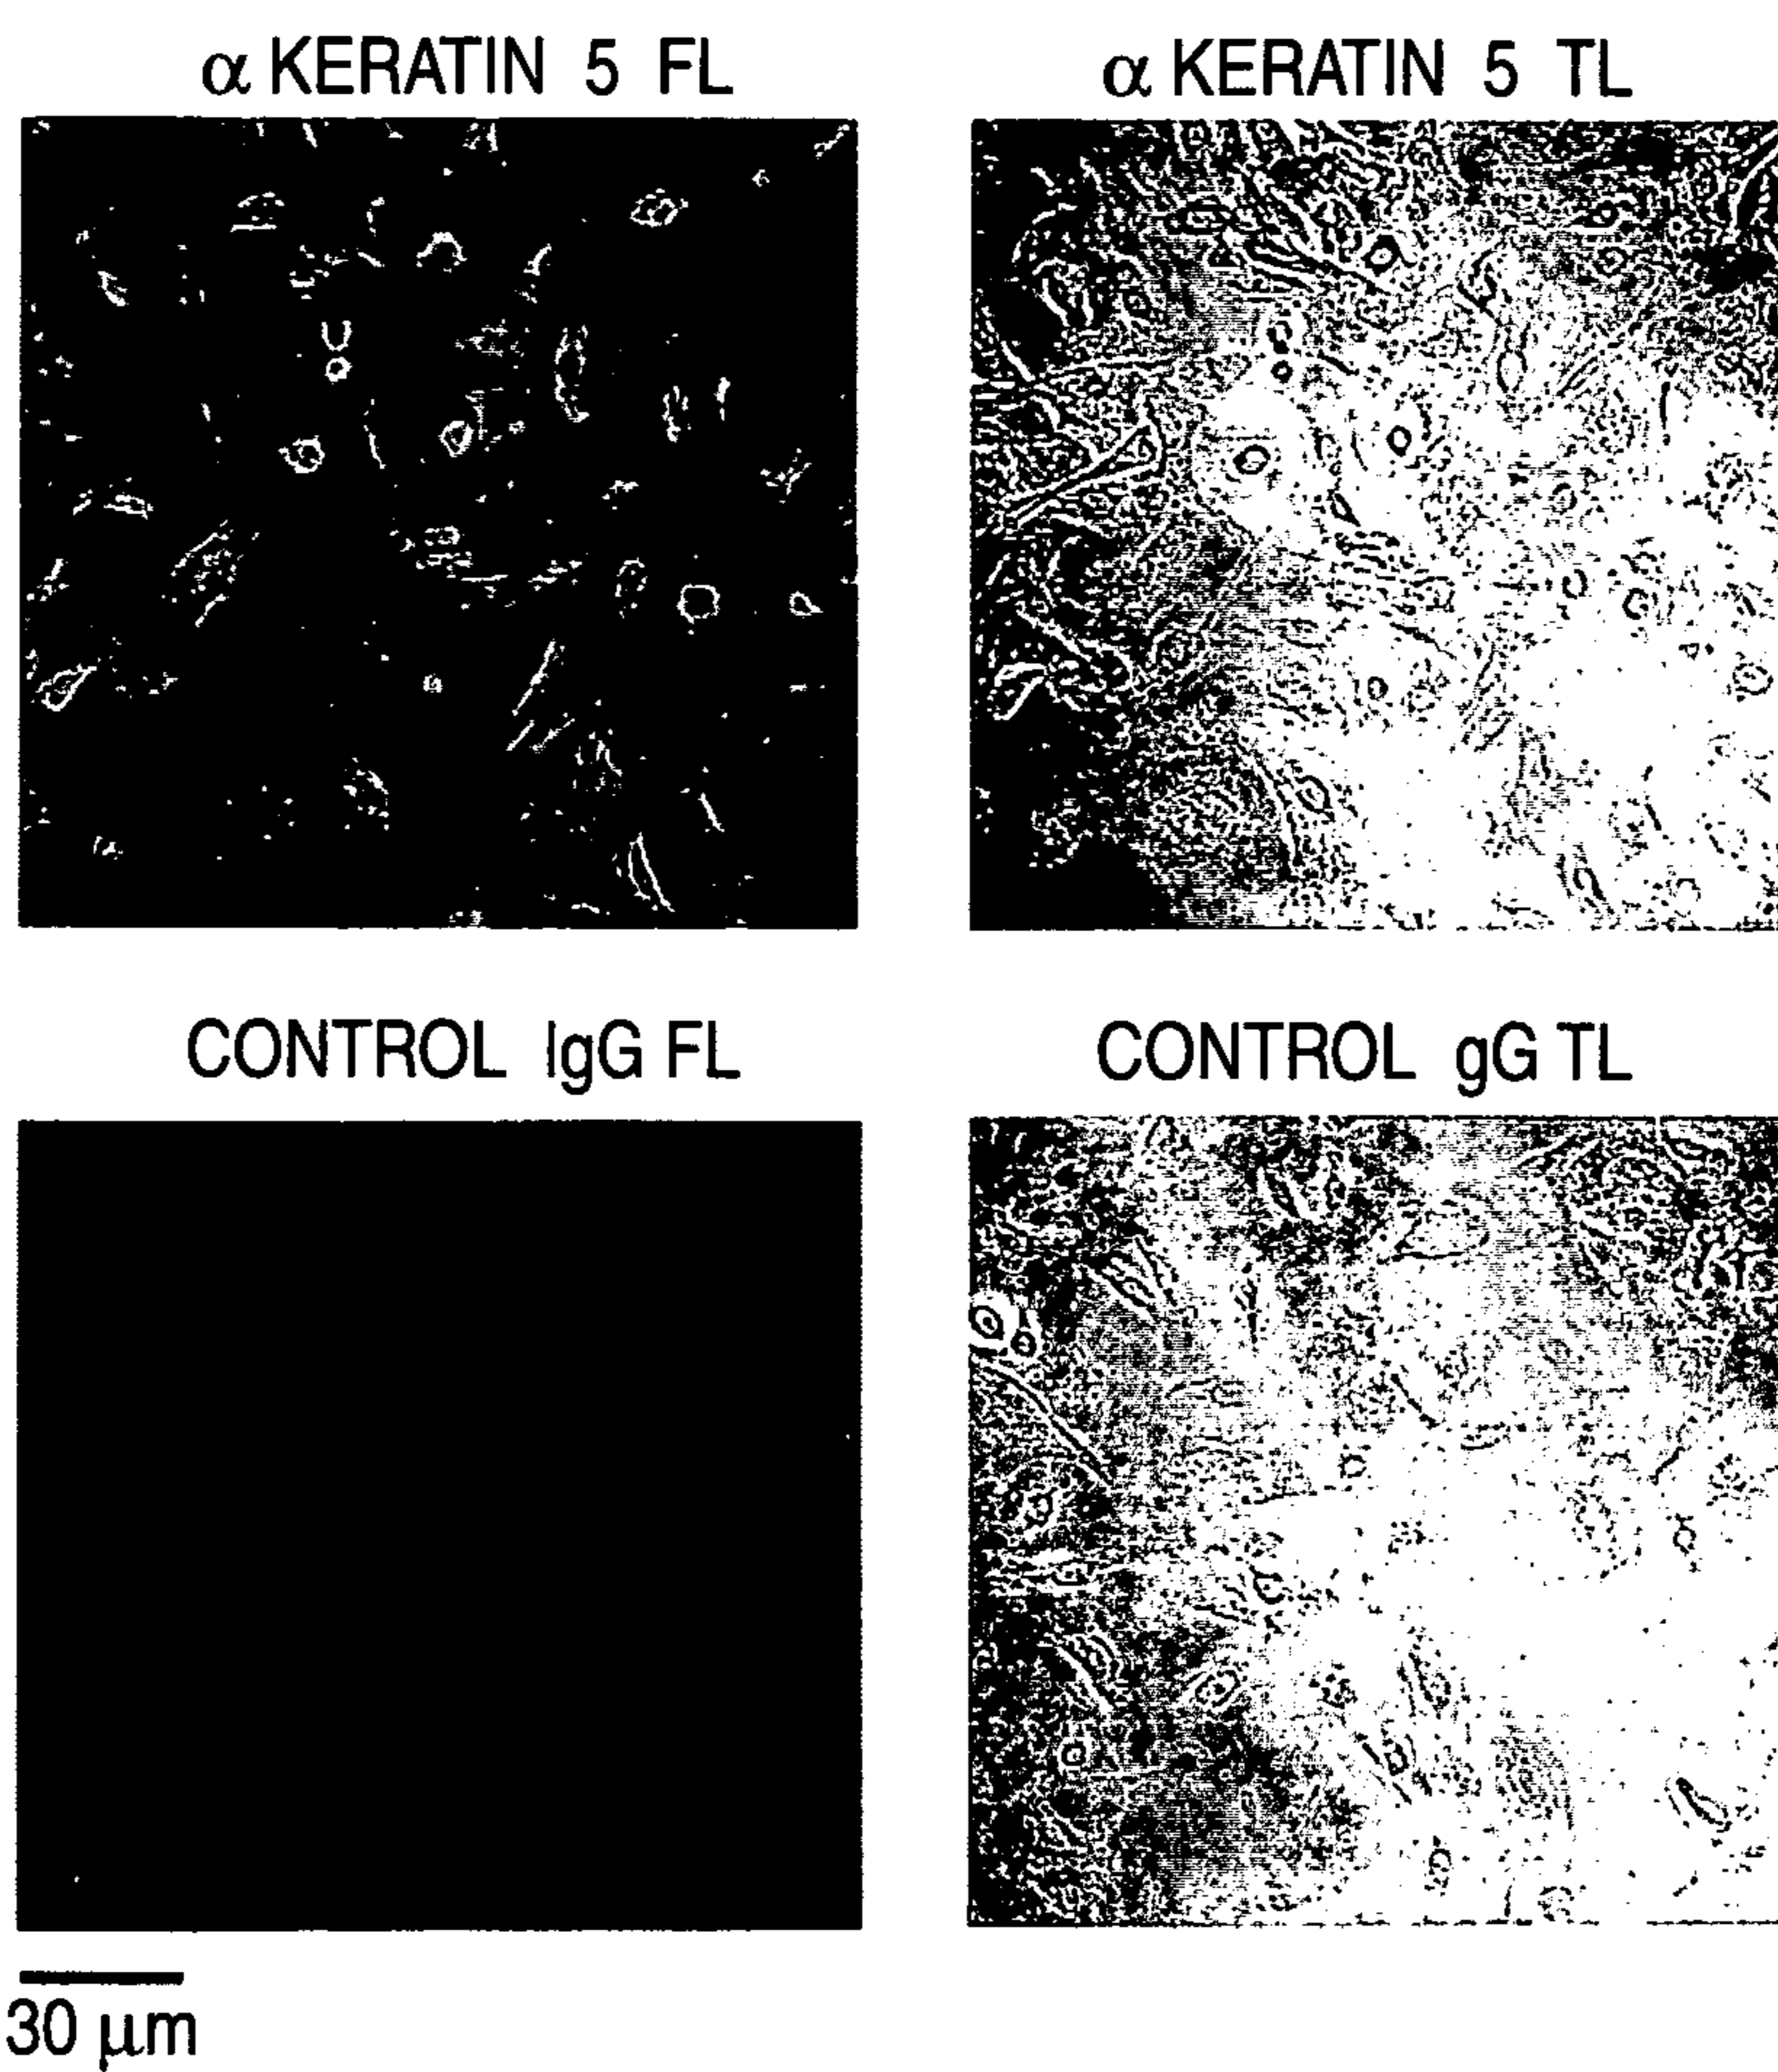 α KERATIN 5 FL
α KERATIN 5 TL
CONTROL IgG FL
CONTROL gG TL
30 μm